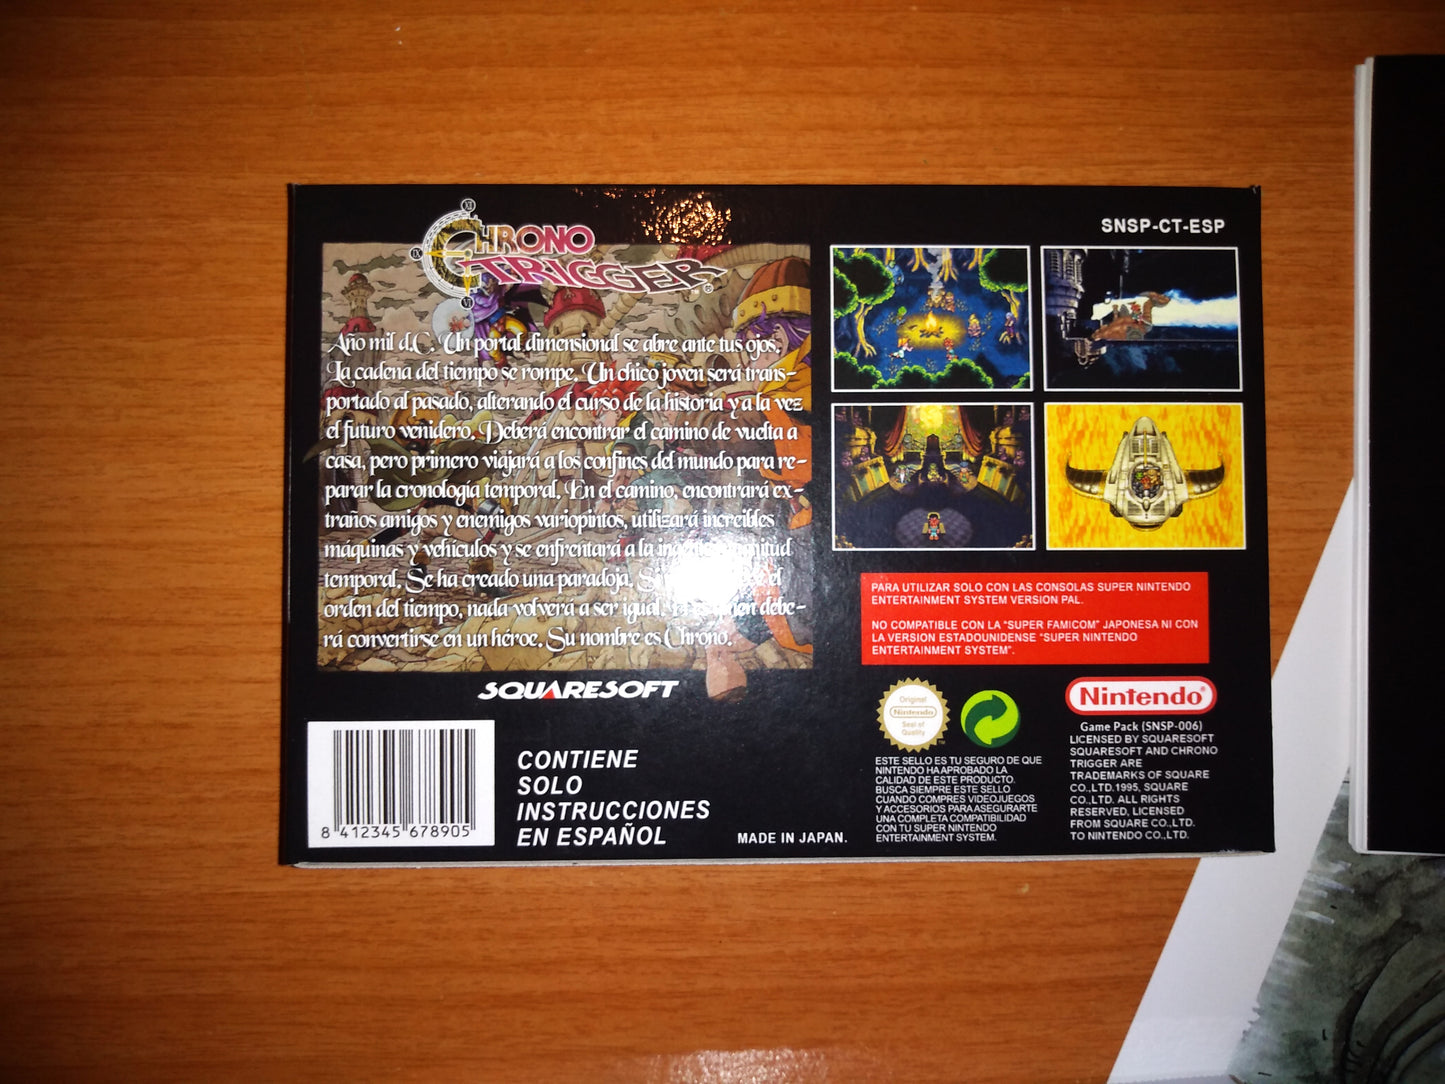 CHRONO
TRIGGER
SNSP-CT-ESP
Año mil d.C. Un portal dimensional se abre ante tus ojos.
La cadena del tiempo se rompe. Un chico joven será trans-
portado al pasado, alterando el curso de la historia y a la vez
el futuro venidero. Deberá encontrar el camino de vuelta a
casa, pero primero viajará a los confines del mundo para re-
parar la cronología temporal. En el camino, encontrará ex-
traños amigos y enemigos variopintos, utilizará increíbles
máquinas y vehículos y se enfrentará a la
temporal. Se ha creado una paradoja. el
orden del tiempo, nada volverá a ser igual. debe-
rá convertirse en un héroe. Su nombre es Chrono.
SQUARESOFT
8 412345 678905
CONTIENE
SOLO
INSTRUCCIONES
EN ESPAÑOL
MADE IN JAPAN.
PARA UTILIZAR SOLO CON LAS CONSOLAS SUPER NINTENDO
ENTERTAINMENT SYSTEM VERSION PAL.
NO COMPATIBLE CON LA "SUPER FAMICOM" JAPONESA NI CON
LA VERSION ESTADOUNIDENSE "SUPER NINTENDO
ENTERTAINMENT SYSTEM".
Original
Nintendo
Seal of
Quality
TM
ESTE SELLO ES TU SEGURO DE QUE
NINTENDO HA APROBADO LA
CALIDAD DE ESTE PRODUCTO.
BUSCA SIEMPRE ESTE SELLO
CUANDO COMPRES VIDEOJUEGOS
Y ACCESORIOS PARA ASEGURARTE
UNA COMPLETA COMPATIBILIDAD
CON TU SUPER NINTENDO
ENTERTAINMENT SYSTEM.
Nintendo®
Game Pack (SNSP-006)
LICENSED BY SQUARESOFT
SQUARESOFT AND CHRONO
TRIGGER ARE
TRADEMARKS OF SQUARE
CO.,LTD.1995, SQUARE
CO.,LTD. ALL RIGHTS
RESERVED, LICENSED
FROM SQUARE CO.,LTD.
TO NINTENDO CO.,LTD.